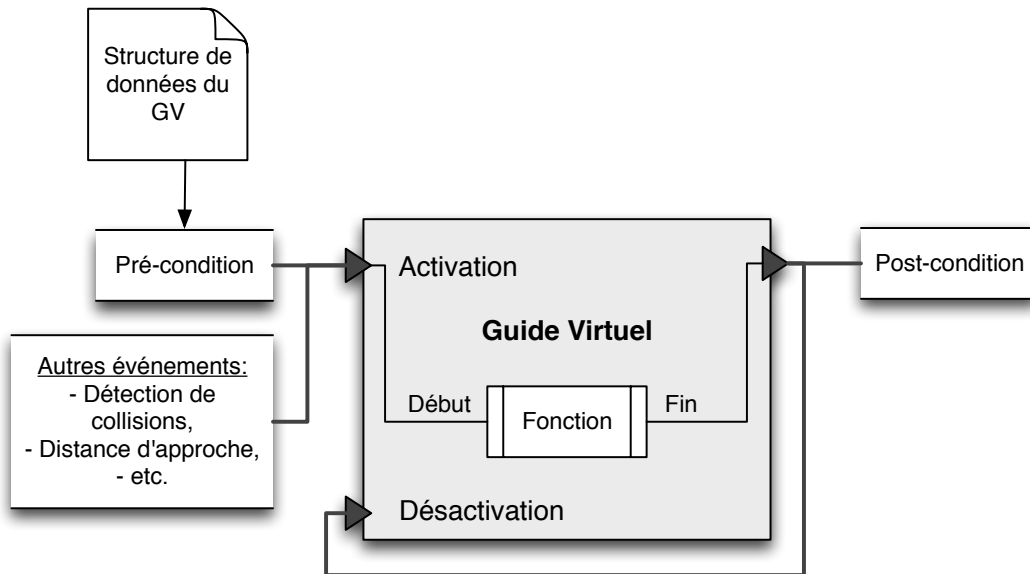 Structure de
données du
GV
Pré-condition
Activation
Post-condition
Guide Virtuel
Autres événements:
- Détection de
collisions,
- Distance d'approche,
- etc.
Début
Fonction
Fin
Désactivation